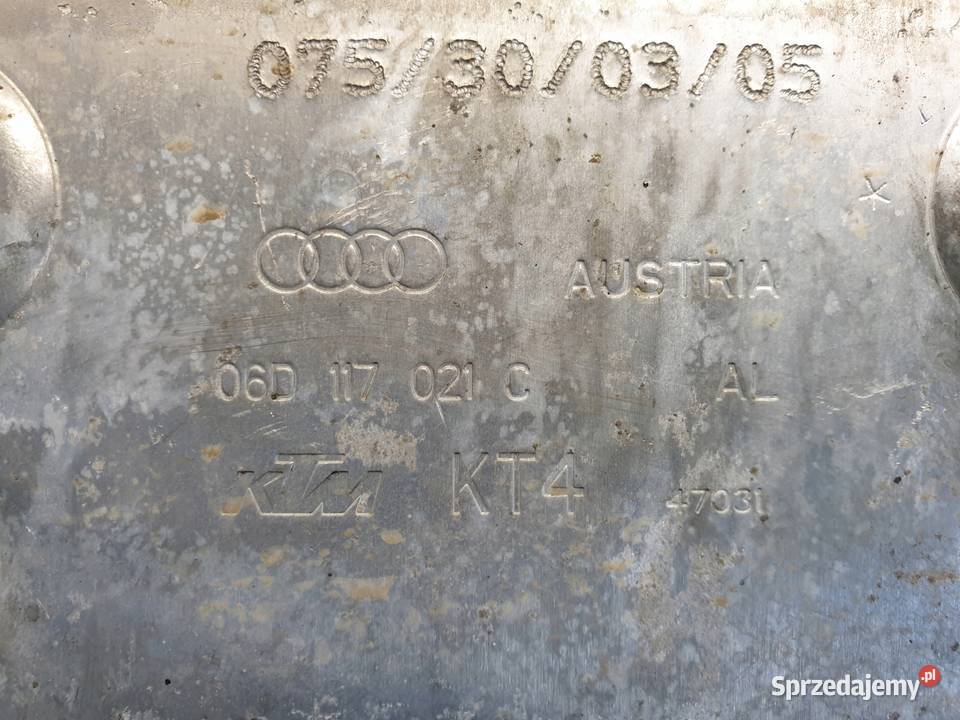 075/30/03/05
AUSTRIA
06D 117 021 C AL
KTM KT4 47031
Sprzedajemy.pl